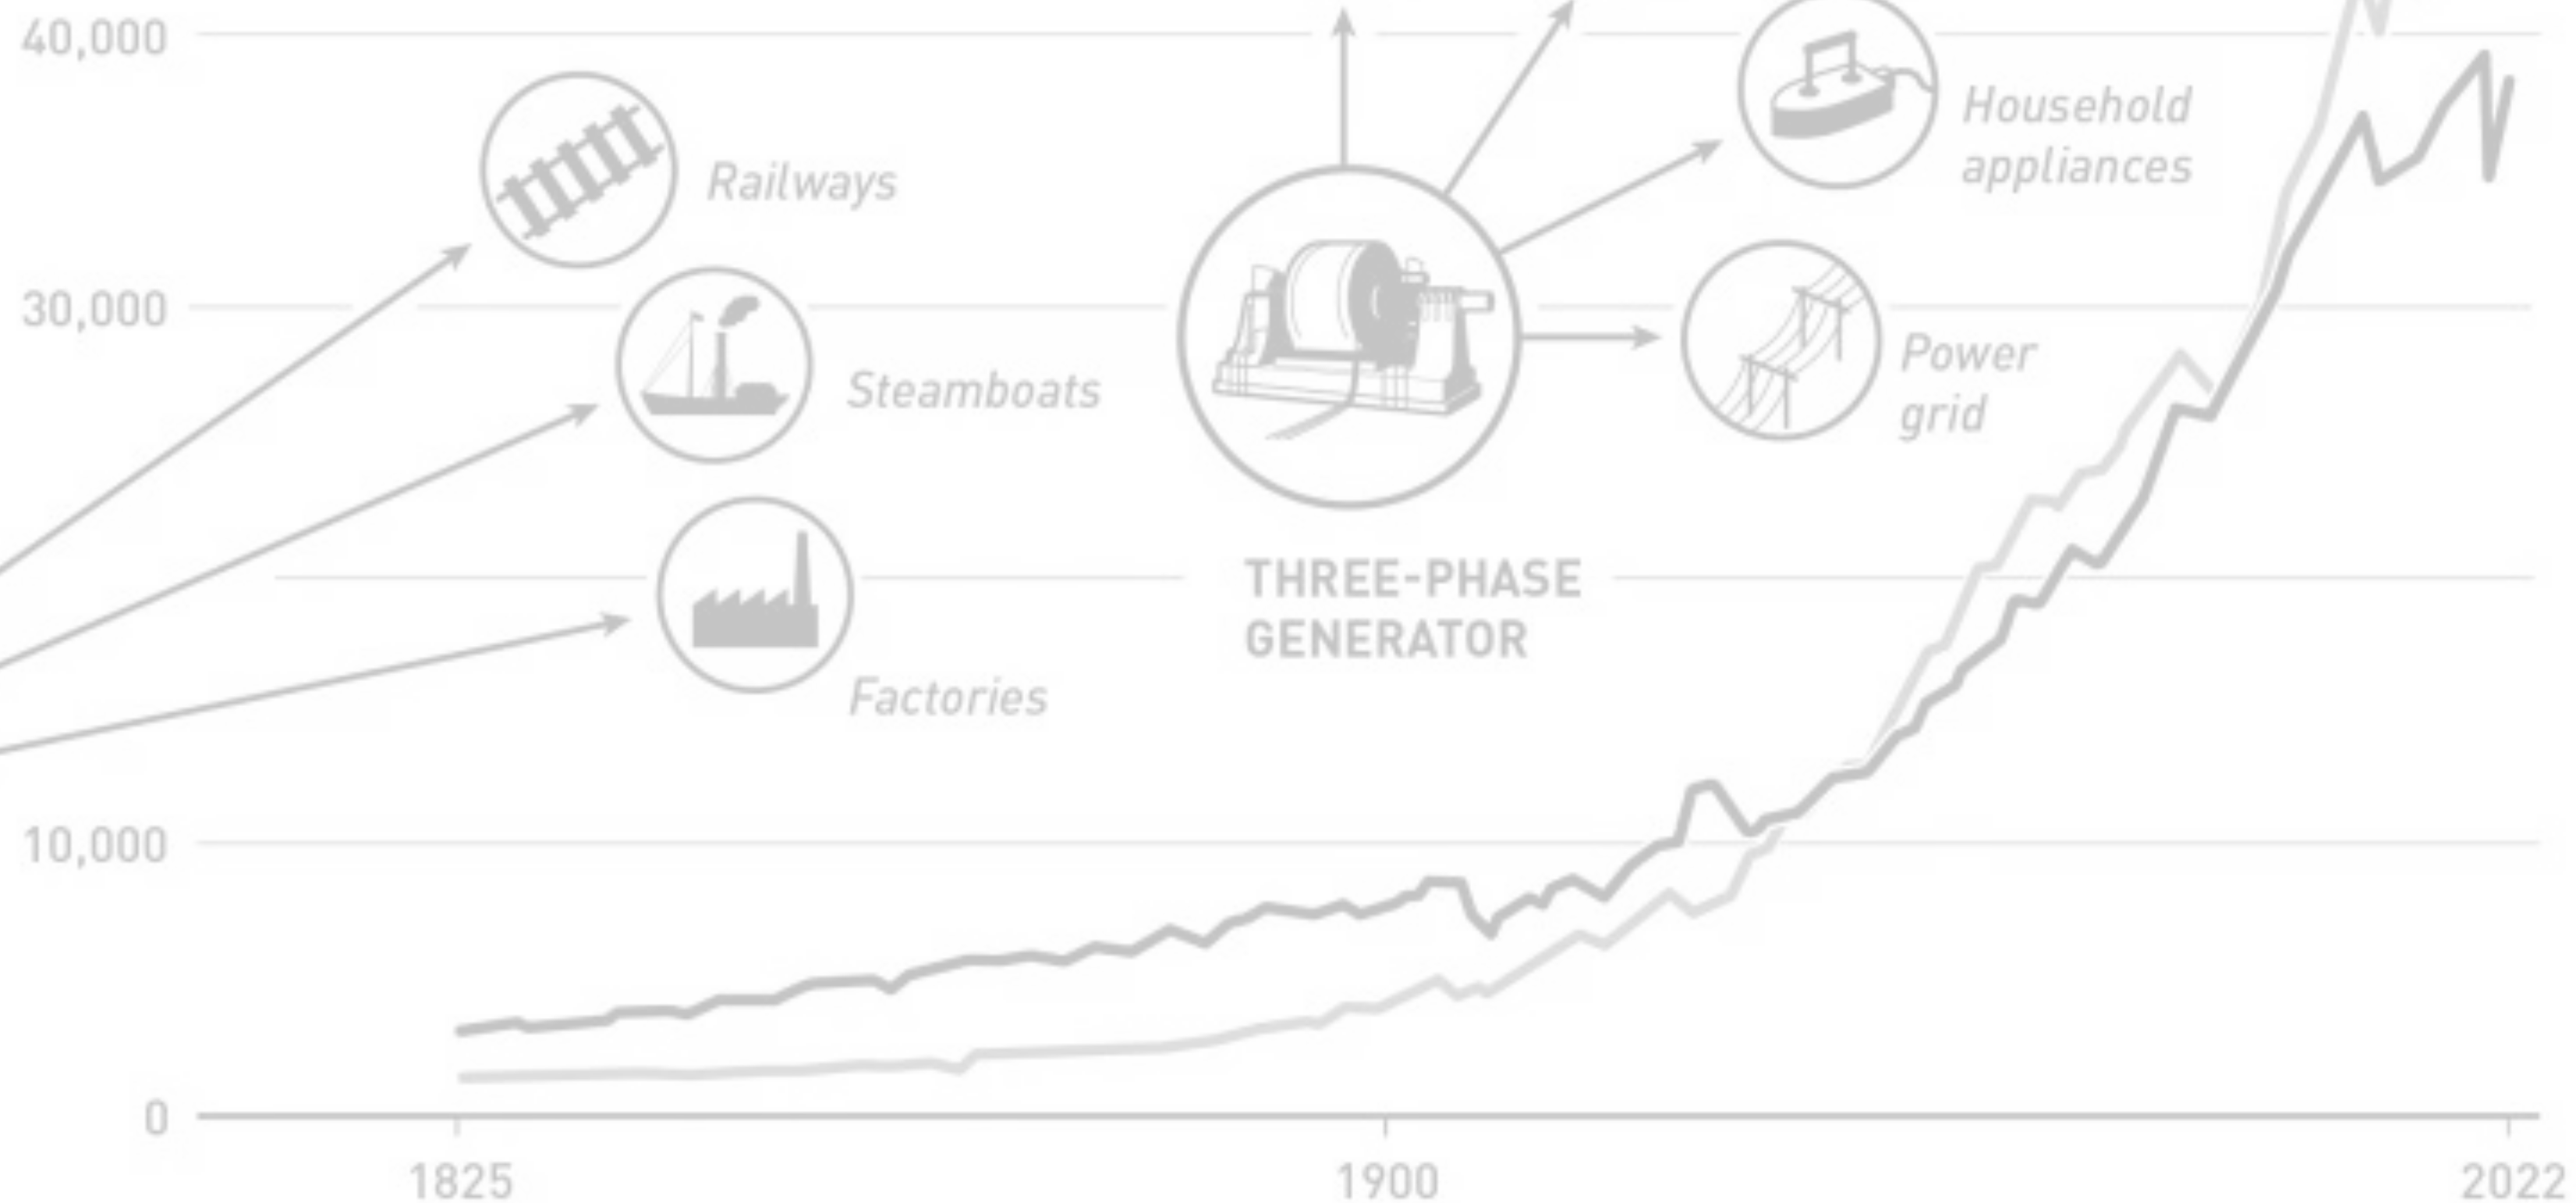 40,000
Household
appliances
Railways
30,000
Power
grid
Steamboats
THREE-PHASE
GENERATOR
Factories
10,000
0
1825
1900
2022